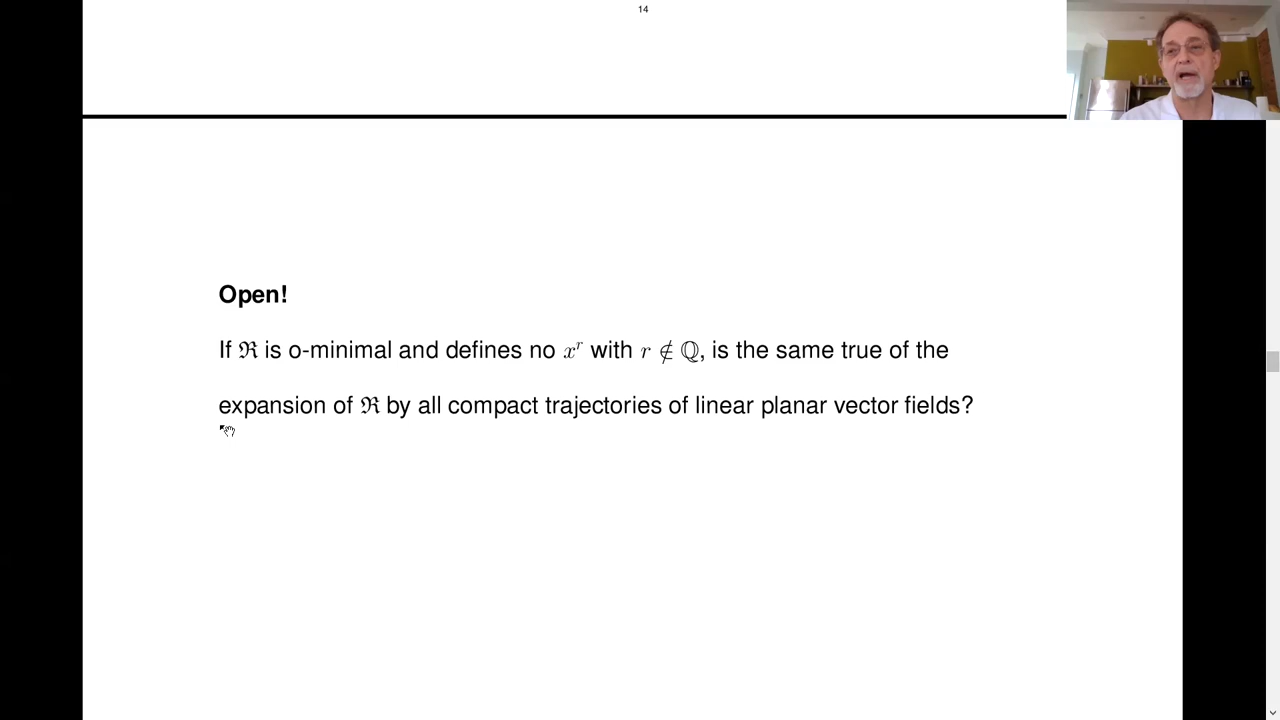 14
Open!
If ℜ is o-minimal and defines no xʳ with r ∉ ℚ, is the same true of the
expansion of ℜ by all compact trajectories of linear planar vector fields?